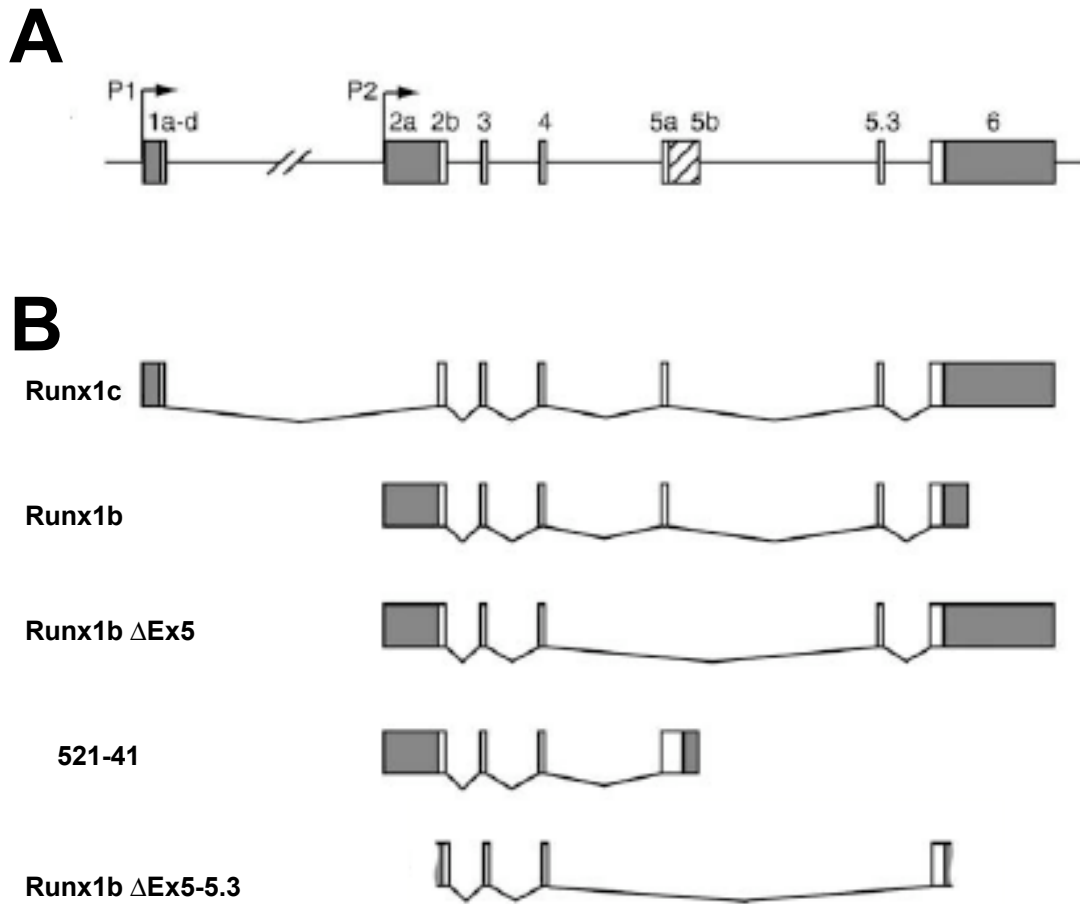 A
P1 P2
1a-d 2a 2b 3 4 5a 5b 5.3 6
B
Runx1c
Runx1b
Runx1b ΔEx5
521-41
Runx1b ΔEx5-5.3